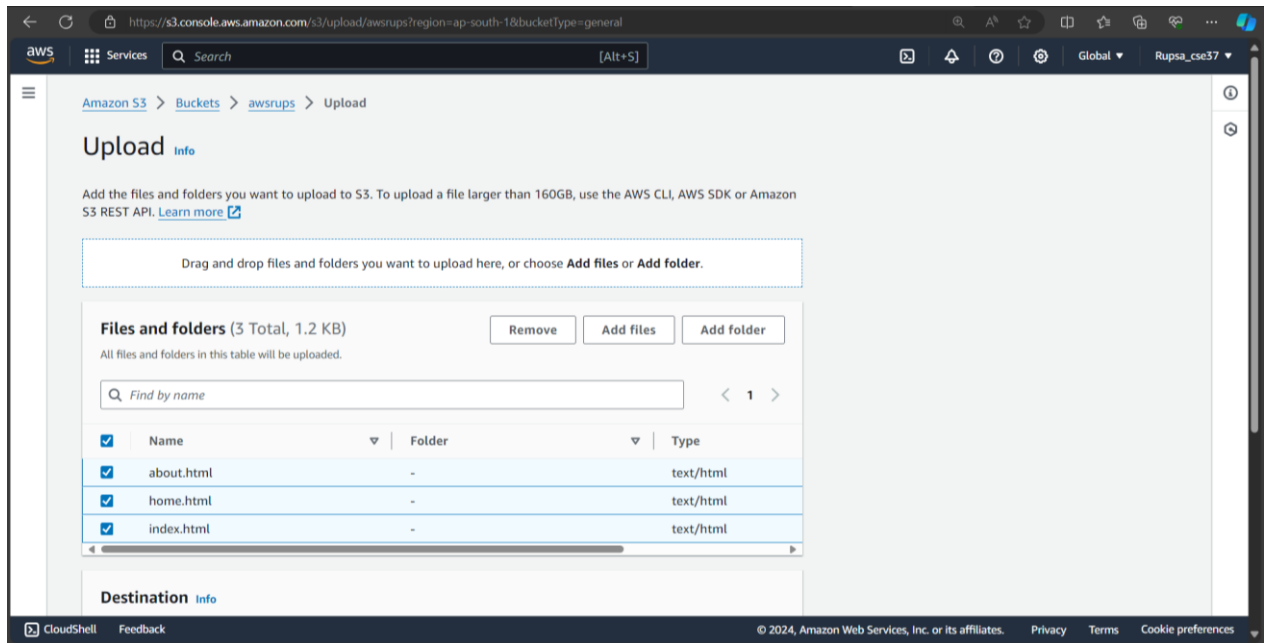 https://s3.console.aws.amazon.com/s3/upload/awsrups?region=ap-south-1&bucketType=general
aws Services Search [Alt+S] Global Rupsa_cse37
Amazon S3 > Buckets > awsrups > Upload
Upload Info
Add the files and folders you want to upload to S3. To upload a file larger than 160GB, use the AWS CLI, AWS SDK or Amazon
S3 REST API. Learn more
Drag and drop files and folders you want to upload here, or choose Add files or Add folder.
Files and folders (3 Total, 1.2 KB) Remove Add files Add folder
All files and folders in this table will be uploaded.
Find by name < 1 >
Name Folder Type
about.html - text/html
home.html - text/html
index.html - text/html
Destination Info
CloudShell Feedback © 2024, Amazon Web Services, Inc. or its affiliates. Privacy Terms Cookie preferences